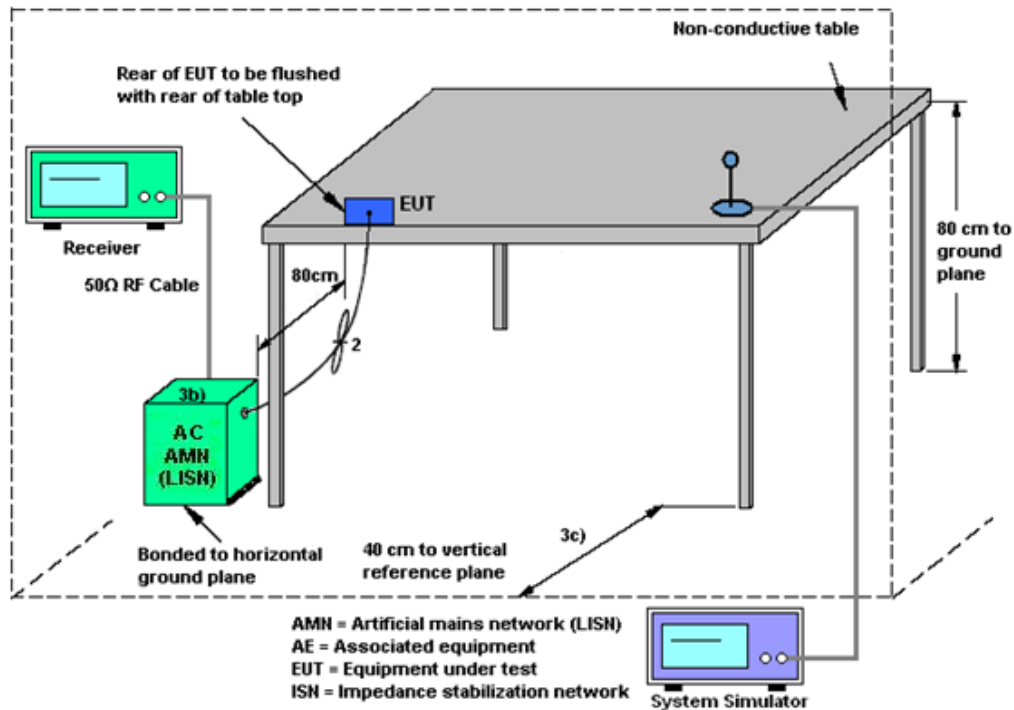 Non-conductive table
Rear of EUT to be flushed
with rear of table top
EUT
Receiver
80cm
80 cm to
ground
plane
50Ω RF Cable
2
3b)
AC
AMN
(LISN)
3c)
Bonded to horizontal
ground plane
40 cm to vertical
reference plane
AMN = Artificial mains network (LISN)
AE = Associated equipment
EUT = Equipment under test
ISN = Impedance stabilization network
System Simulator